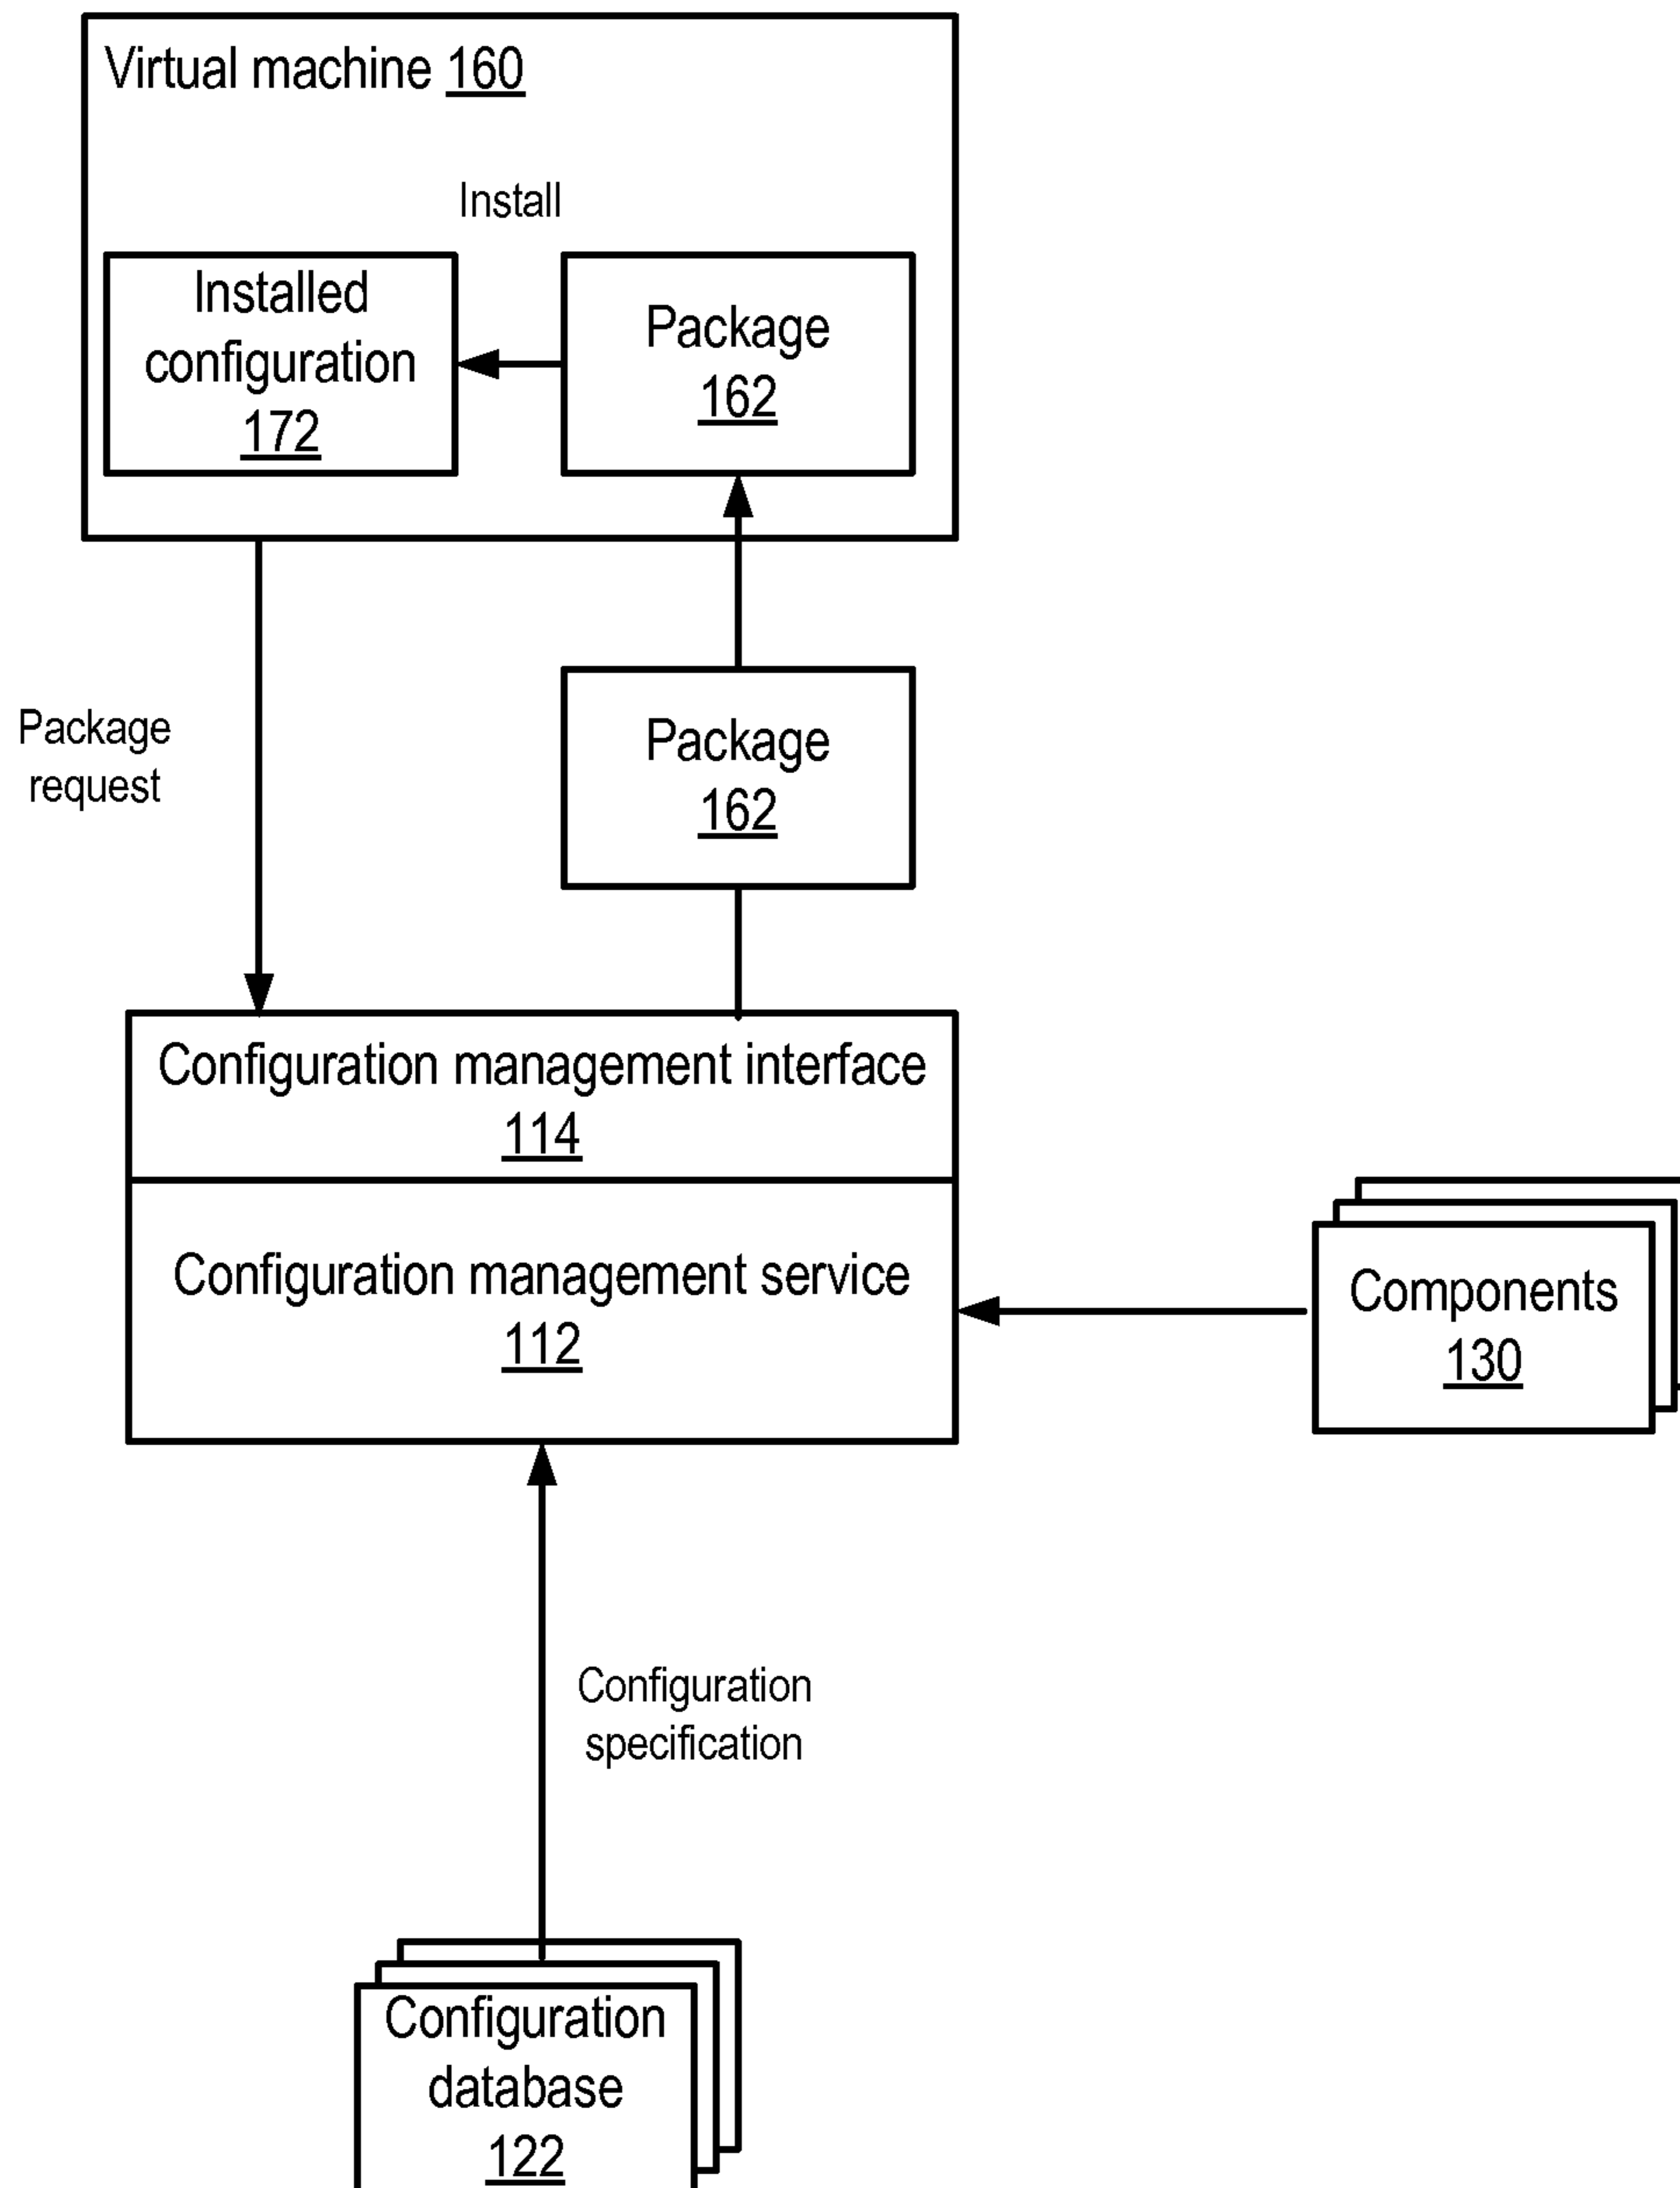 Virtual machine 160
Install
Installed
configuration
172
Package
162
Package
request
Package
162
Configuration management interface
114
Configuration management service
112
Components
130
Configuration
specification
Configuration
database
122